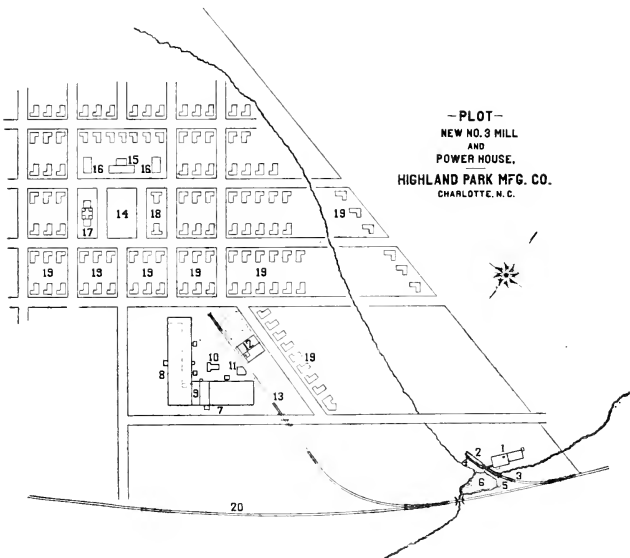 –PLOT–
NEW NO. 3 MILL
AND
POWER HOUSE,
HIGHLAND PARK MFG. CO.
CHARLOTTE, N. C.
15
16 16
17 14 18 19
19 19 19 19 19
12
19
10
11
8
9
13
7
1
2
3
6 5
20